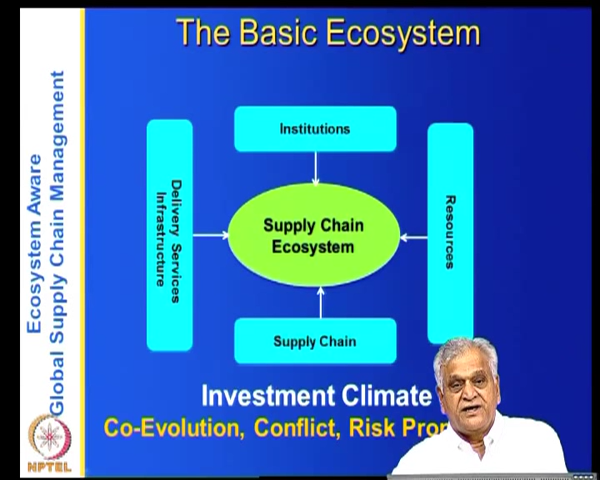 The Basic Ecosystem
Ecosystem Aware
Global Supply Chain Management
Institutions
Delivery Services
Infrastructure
Supply Chain
Ecosystem
Resources
Supply Chain
Investment Climate
Co-Evolution, Conflict, Risk
NPTEL